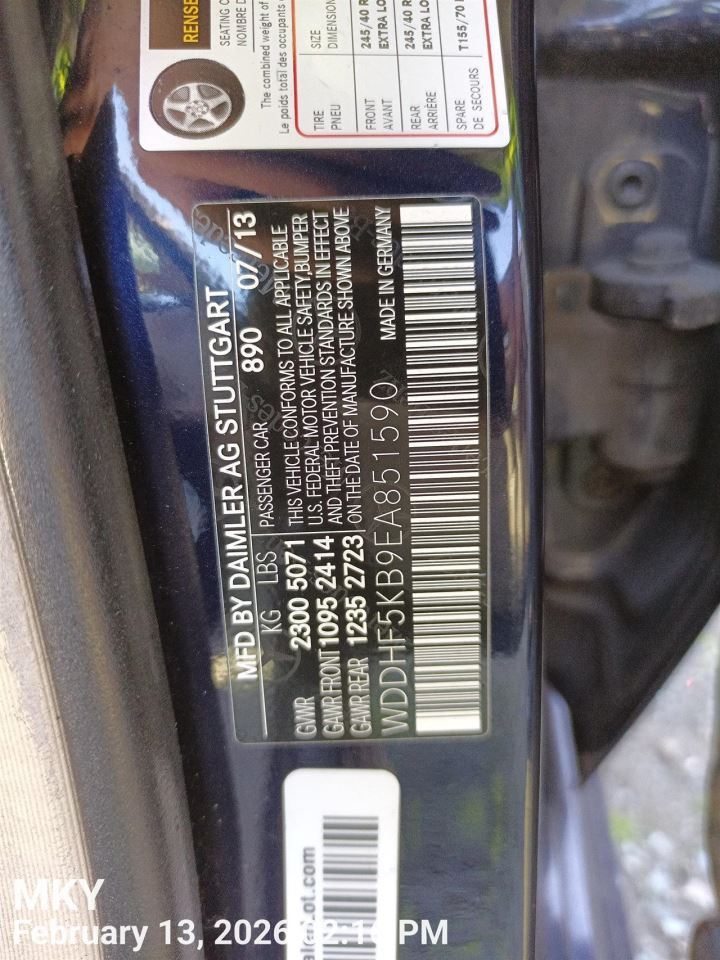 RENSE
SEATING C
NOMBRE D
The combined weight of
Le poids total des occupants
TIRE SIZE
PNEU DIMENSION
FRONT 245/40 R
AVANT EXTRA LO
REAR 245/40 R
ARRIÈRE EXTRA LO
SPARE T155/70
DE SECOURS
MFD BY DAIMLER AG STUTTGART
KG LBS PASSENGER CAR 890 07/13
GWWR 2300 5071 THIS VEHICLE CONFORMS TO ALL APPLICABLE
U.S. FEDERAL MOTOR VEHICLE SAFETY,BUMPER
GAWR FRONT 1095 2414 AND THEFT PREVENTION STANDARDS IN EFFECT
GAWR REAR 1235 2723 ON THE DATE OF MANUFACTURE SHOWN ABOVE
WDDHF5KB9EA851590 MADE IN GERMANY
ot.com
MKY
February 13, 2026 PM